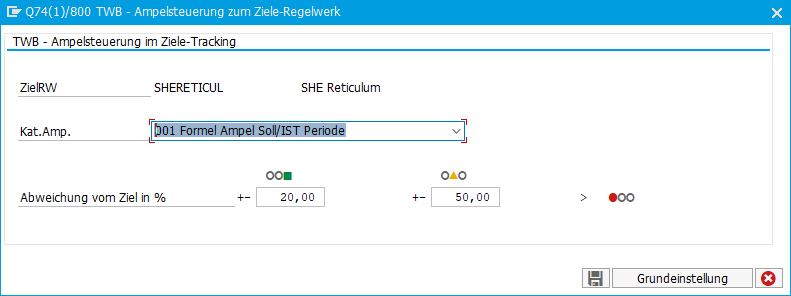 Q74(1)/800 TWB - Ampelsteuerung zum Ziele-Regelwerk
TWB - Ampelsteuerung im Ziele-Tracking
ZielRW SHERETICUL SHE Reticulum
Kat.Amp. 001 Formel Ampel Soll/IST Periode
Abweichung vom Ziel in % +- 20,00 +- 50,00 >
Grundeinstellung